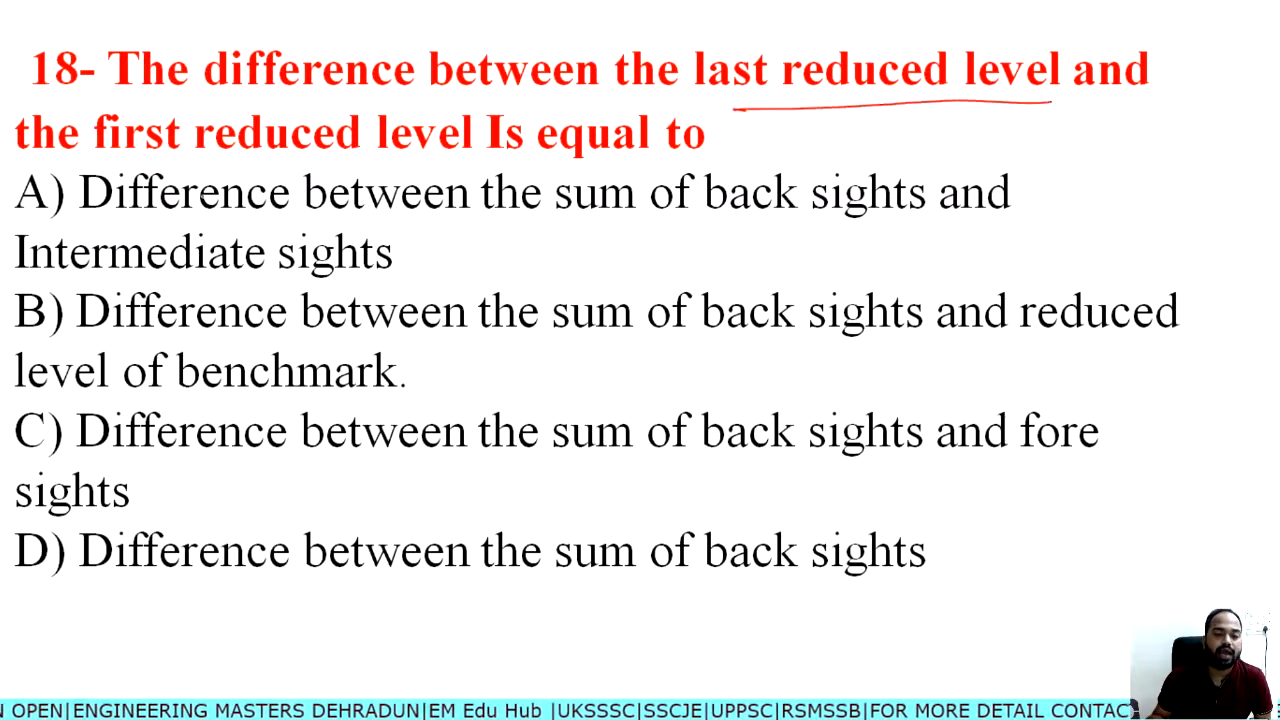 18- The difference between the last reduced level and
the first reduced level Is equal to
A) Difference between the sum of back sights and
Intermediate sights
B) Difference between the sum of back sights and reduced
level of benchmark.
C) Difference between the sum of back sights and fore
sights
D) Difference between the sum of back sights
N OPEN|ENGINEERING MASTERS DEHRADUN|EM Edu Hub |UKSSSC|SSCJE|UPPSC|RSMSSB|FOR MORE DETAIL CONTACT